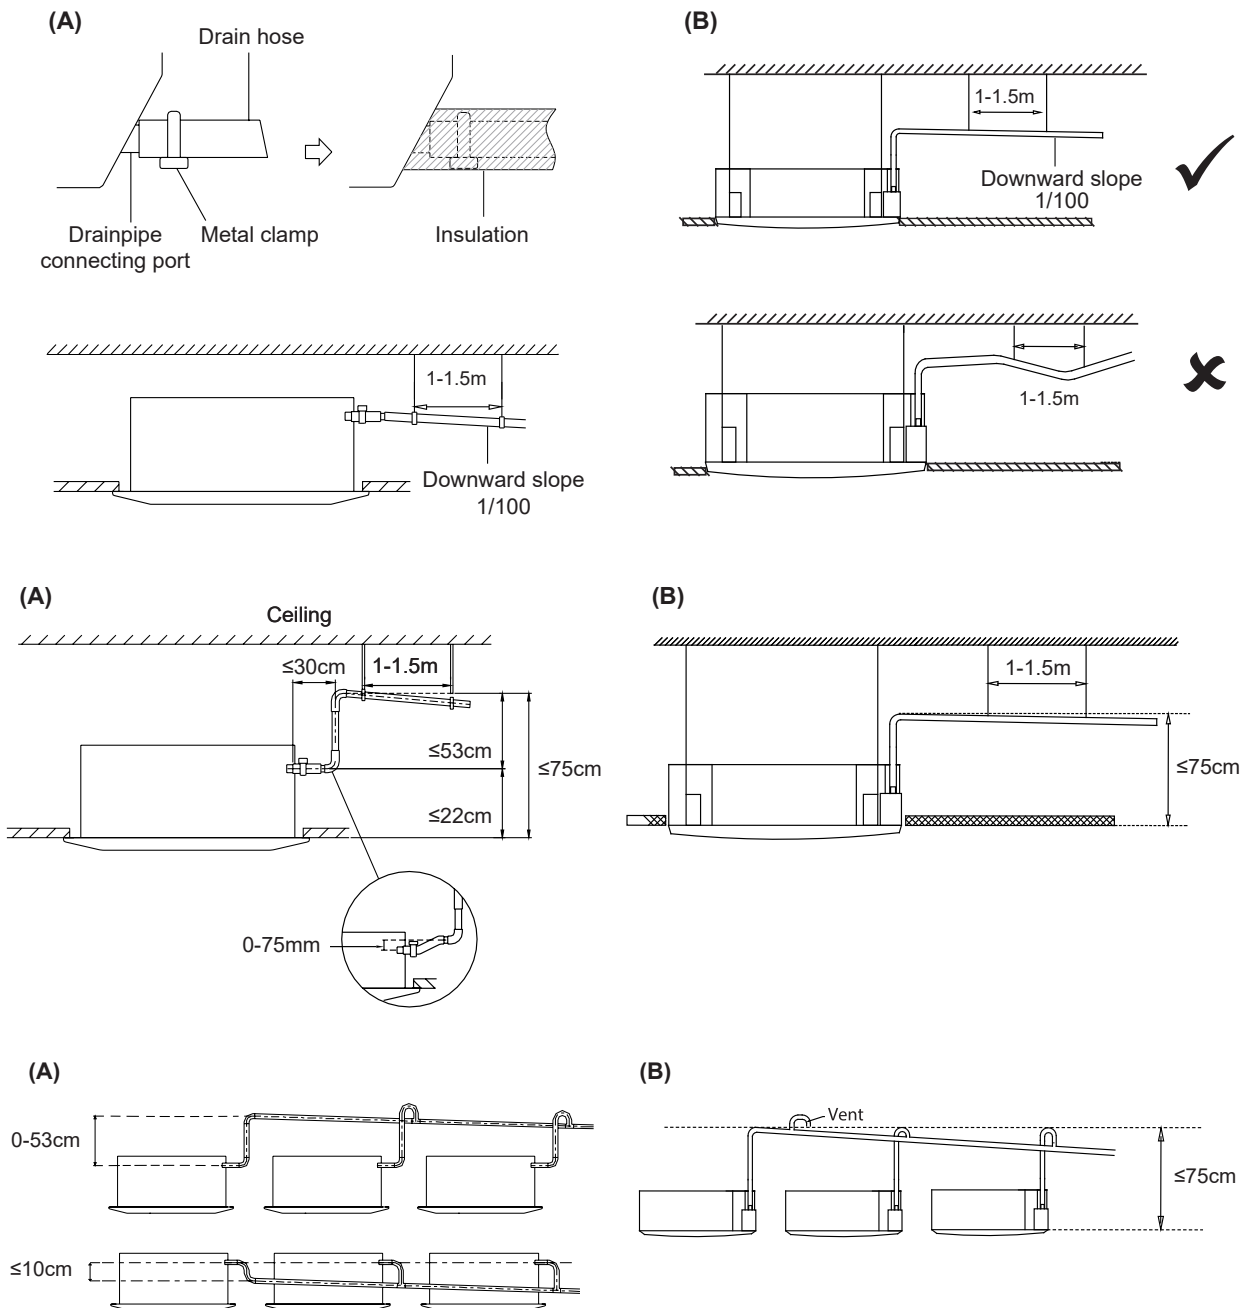 (A)
Drain hose
Drainpipe
connecting port
Metal clamp
Insulation
1-1.5m
Downward slope
1/100
(B)
1-1.5m
Downward slope
1/100
1-1.5m
(A)
Ceiling
≤30cm
1-1.5m
≤53cm
≤75cm
≤22cm
0-75mm
(B)
1-1.5m
≤75cm
(A)
0-53cm
≤10cm
(B)
Vent
≤75cm